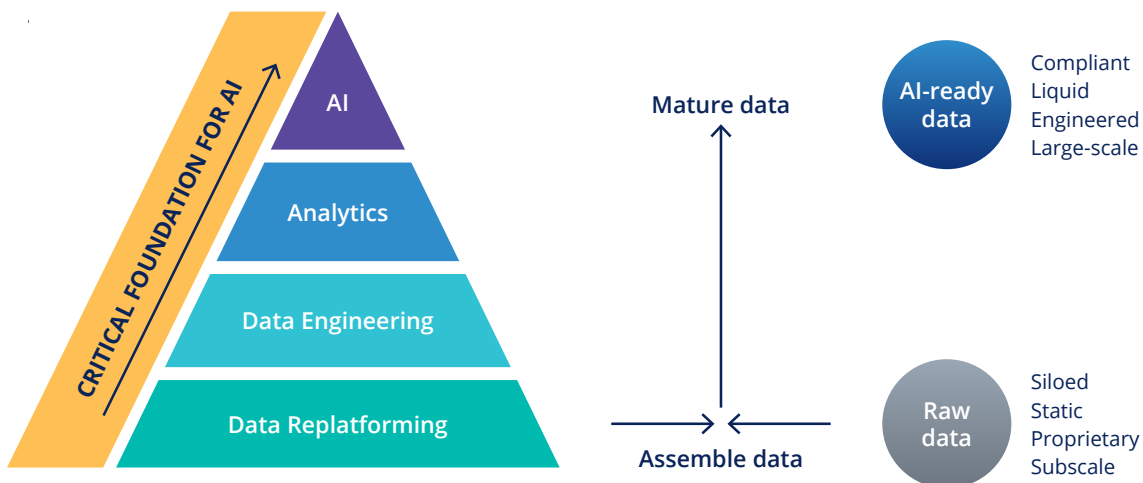 CRITICAL FOUNDATION FOR AI
AI
Analytics
Data Engineering
Data Replatforming
Mature data
Assemble data
AI-ready
data
Compliant
Liquid
Engineered
Large-scale
Raw
data
Siloed
Static
Proprietary
Subscale